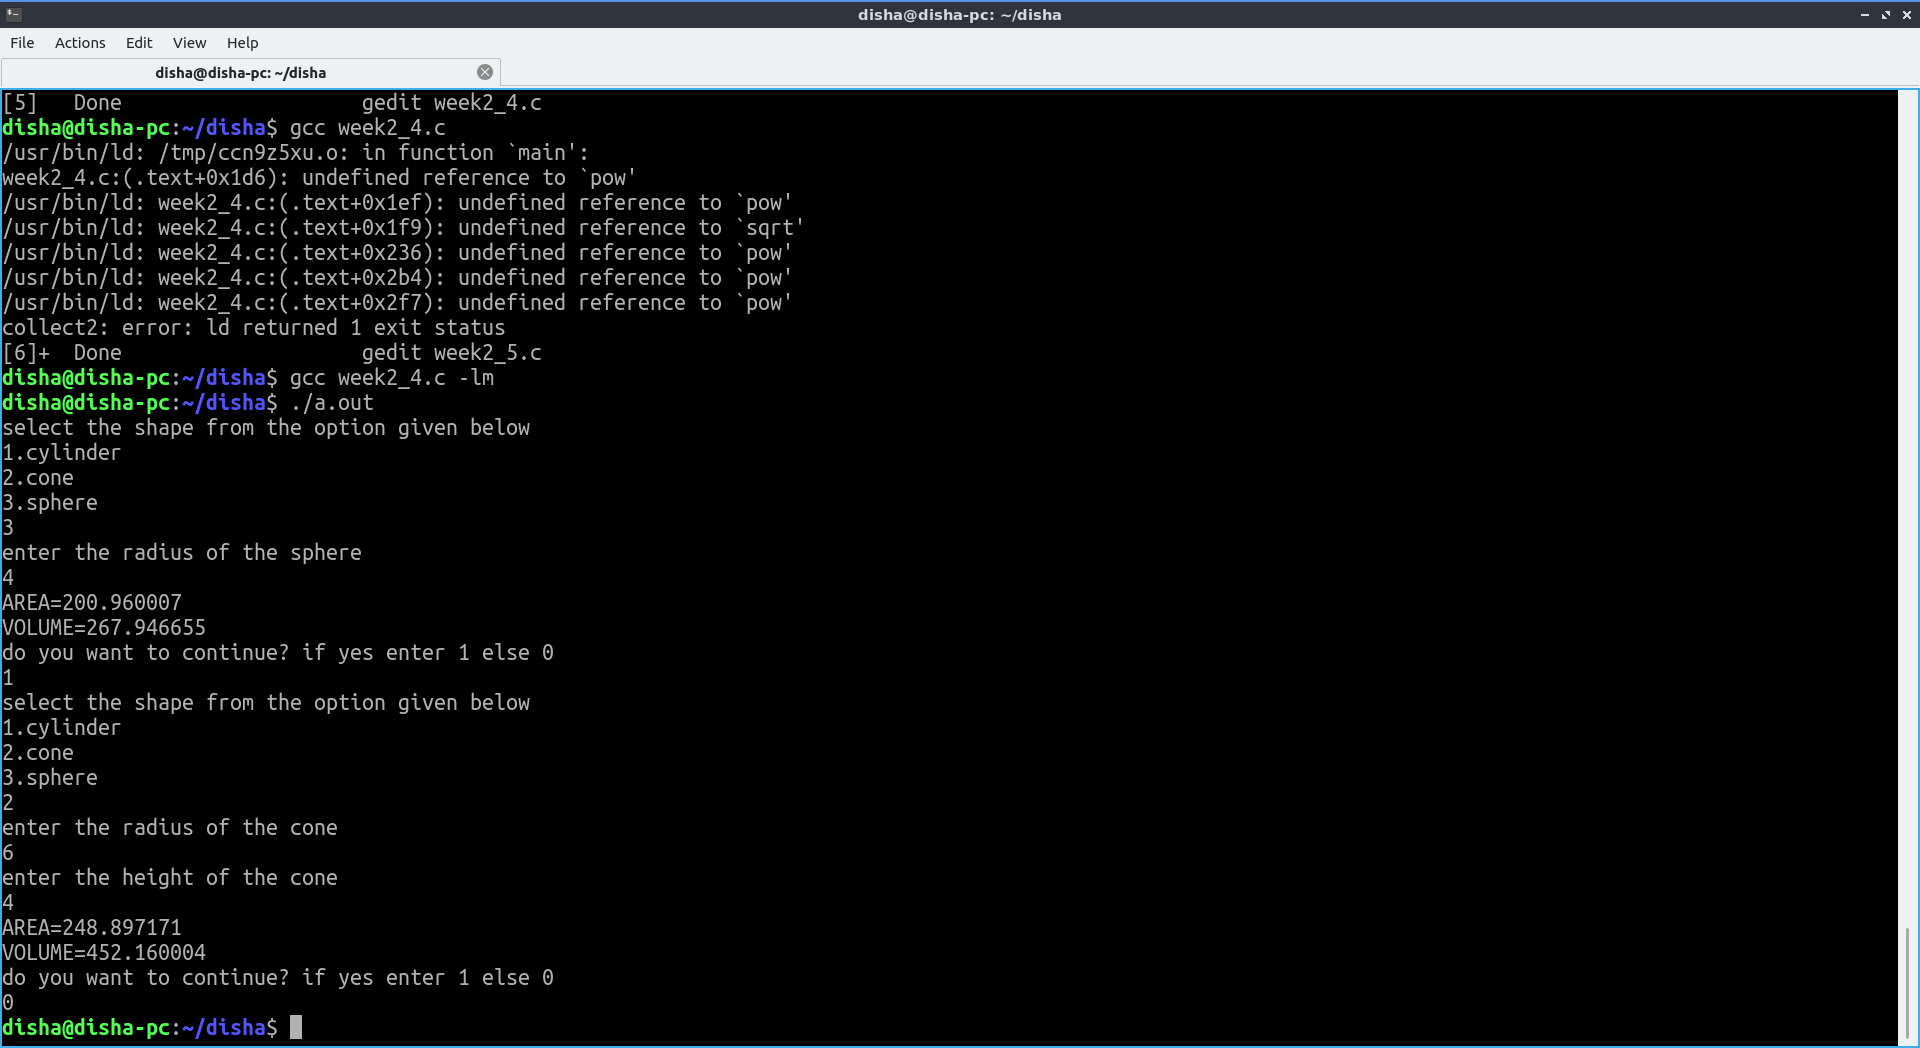 disha@disha-pc: ~/disha
File Actions Edit View Help
disha@disha-pc: ~/disha
[5]   Done                    gedit week2_4.c
disha@disha-pc:~/disha$ gcc week2_4.c
/usr/bin/ld: /tmp/ccn9z5xu.o: in function `main':
week2_4.c:(.text+0x1d6): undefined reference to `pow'
/usr/bin/ld: week2_4.c:(.text+0x1ef): undefined reference to `pow'
/usr/bin/ld: week2_4.c:(.text+0x1f9): undefined reference to `sqrt'
/usr/bin/ld: week2_4.c:(.text+0x236): undefined reference to `pow'
/usr/bin/ld: week2_4.c:(.text+0x2b4): undefined reference to `pow'
/usr/bin/ld: week2_4.c:(.text+0x2f7): undefined reference to `pow'
collect2: error: ld returned 1 exit status
[6]+  Done                    gedit week2_5.c
disha@disha-pc:~/disha$ gcc week2_4.c -lm
disha@disha-pc:~/disha$ ./a.out
select the shape from the option given below
1.cylinder
2.cone
3.sphere
3
enter the radius of the sphere
4
AREA=200.960007
VOLUME=267.946655
do you want to continue? if yes enter 1 else 0
1
select the shape from the option given below
1.cylinder
2.cone
3.sphere
2
enter the radius of the cone
6
enter the height of the cone
4
AREA=248.897171
VOLUME=452.160004
do you want to continue? if yes enter 1 else 0
0
disha@disha-pc:~/disha$